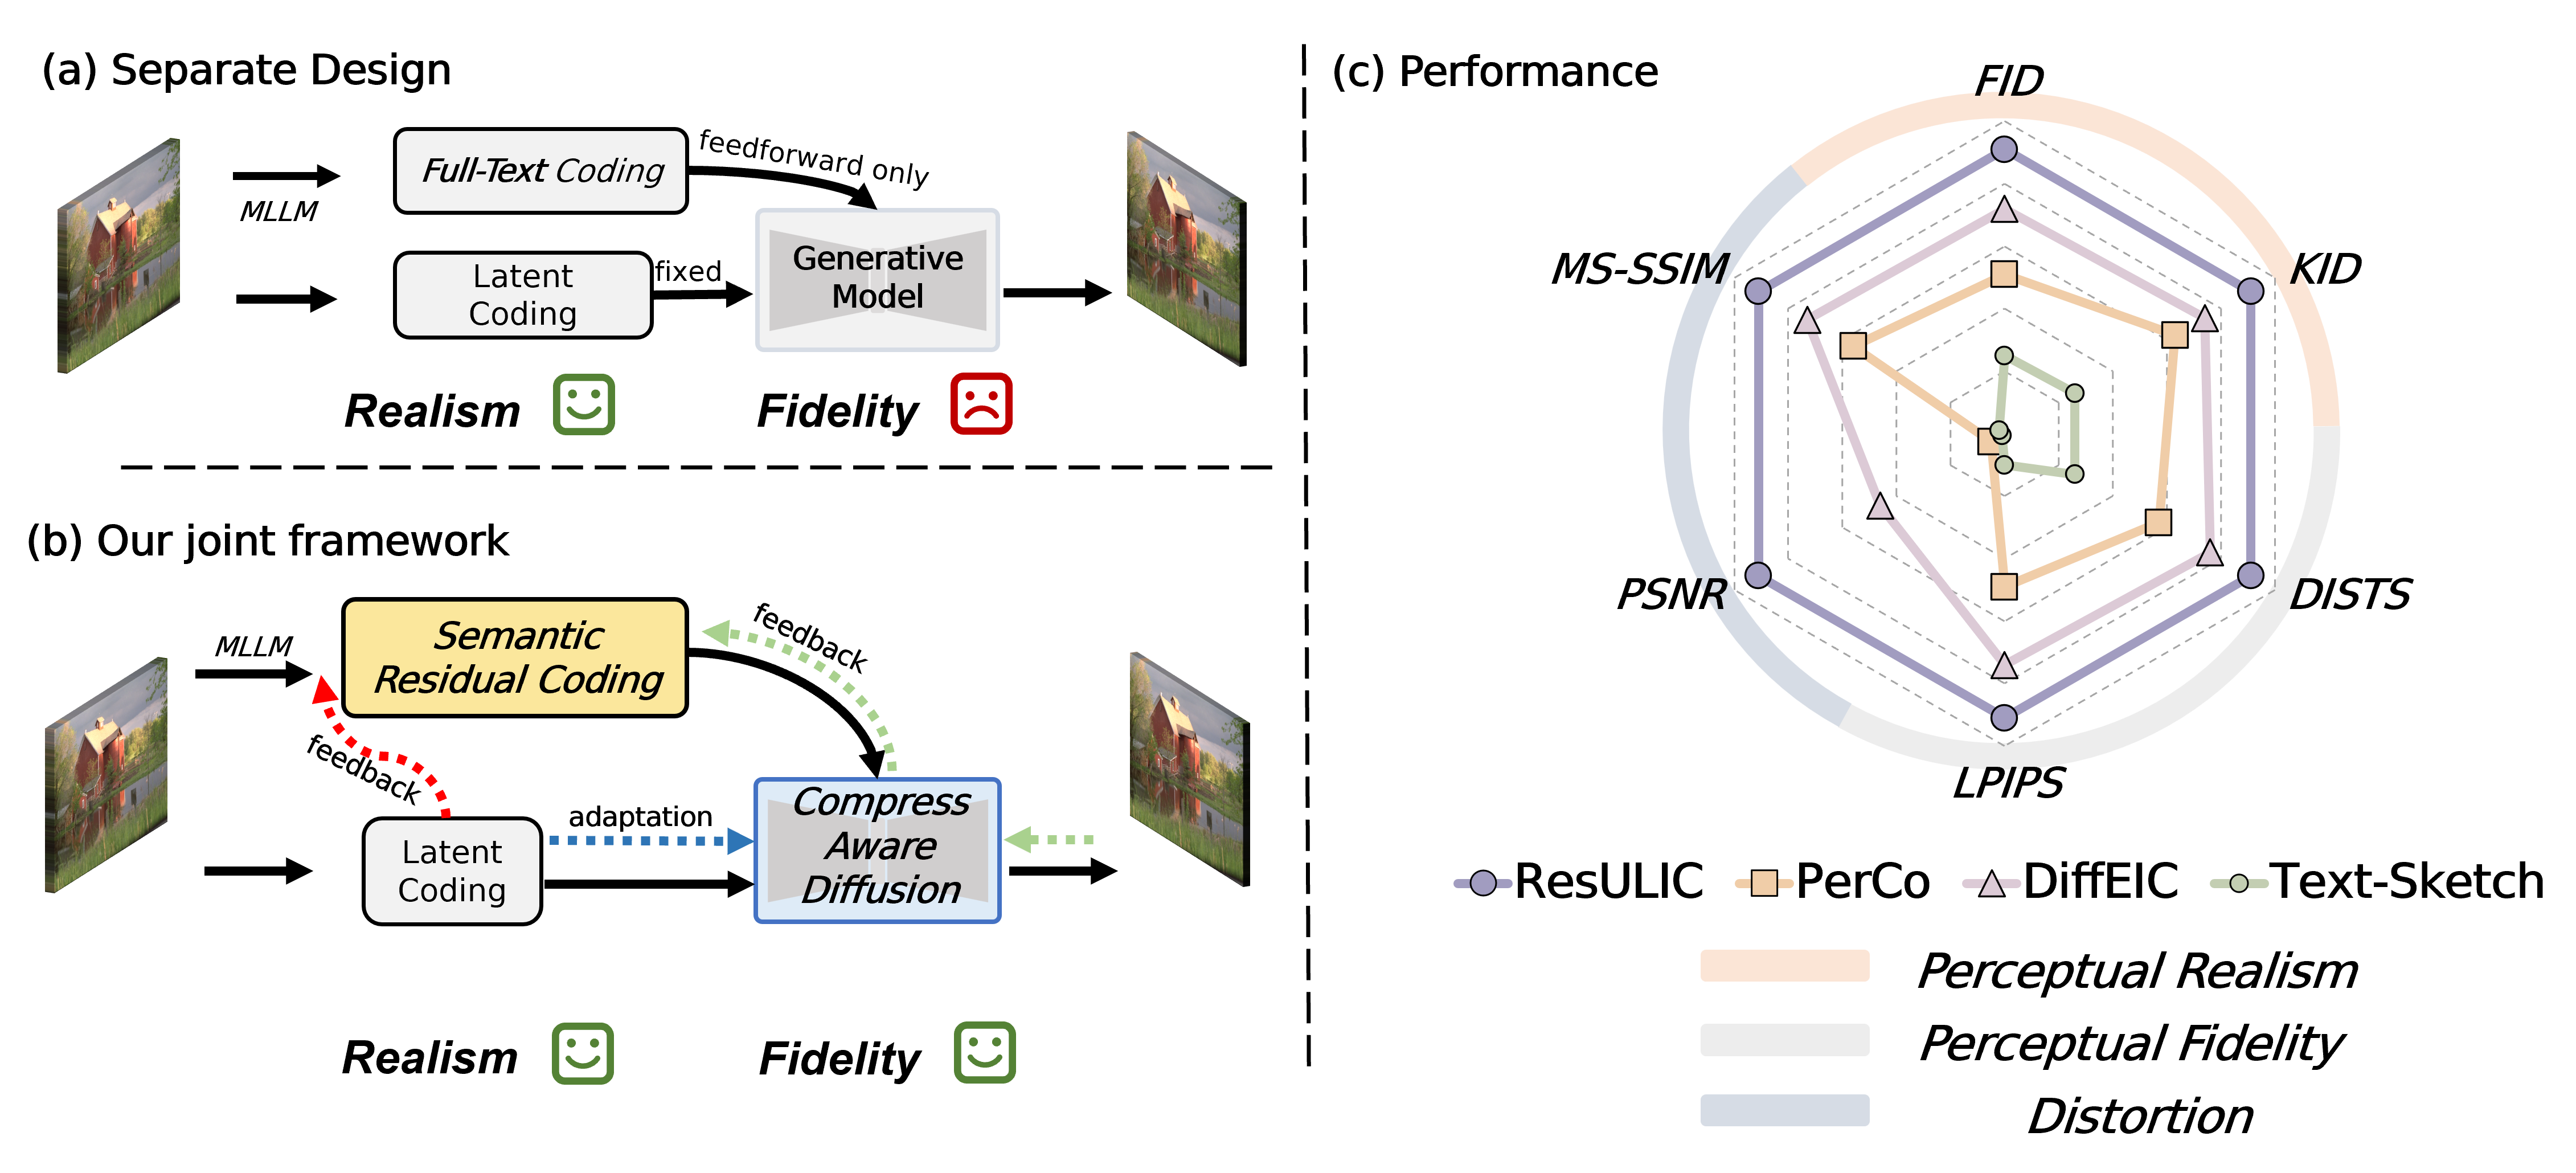 (a) Separate Design
MLLM
Full-Text Coding
feedforward only
Latent
Coding
fixed
Generative
Model
Realism
Fidelity
(b) Our joint framework
MLLM
Semantic
Residual Coding
feedback
feedback
Latent
Coding
adaptation
Compress
Aware
Diffusion
Realism
Fidelity
(c) Performance
FID
MS-SSIM
KID
PSNR
DISTS
LPIPS
ResULIC
PerCo
DiffEIC
Text-Sketch
Perceptual Realism
Perceptual Fidelity
Distortion